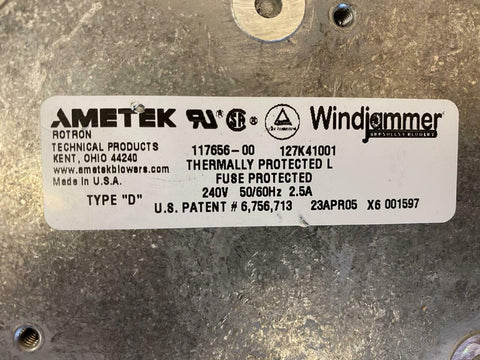 AMETEK Windjammer
BRUSHLESS BLOWERS
ROTRON
TECHNICAL PRODUCTS 117656-00 127K41001
KENT, OHIO 44240 THERMALLY PROTECTED L
www.ametekblowers.com FUSE PROTECTED
Made in U.S.A. 240V 50/60Hz 2.5A
TYPE "D" U.S. PATENT # 6,756,713 23APR05 X6 001597